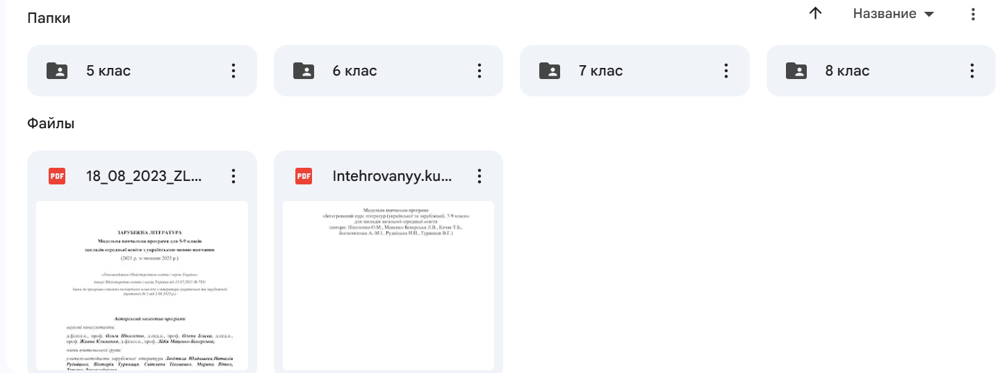 Папки
Название
5 клас
6 клас
7 клас
8 клас
Файлы
PDF 18_08_2023_ZL...
PDF Intehrovanyy.ku...
ЗАРУБІЖНА ЛІТЕРАТУРА
Модельна навчальна програма для 5-9 класів
закладів середньої освіти з українською мовою навчання
(2021 р. зі змінами 2023 р.)
«Рекомендовано Міністерством освіти і науки України»
(наказ Міністерства освіти і науки України від 12.07.2021 № 795)
Зміни до програми схвалено експертною комісією з літератури (української та зарубіжної)
(протокол № 5 від 2.06.2023 р.)
Авторський колектив програми
наукові консультанти:
д.філол.н., проф. Ольга Ніколенко, д.пед.н., проф. Олена Ісаєва, д.пед.н.,
проф. Жанна Клименко, д.філол.н., проф. Лідія Мацевко-Бекерська;
члени вчительської групи:
учителі-методисти зарубіжної літератури Людмила Юлдашева, Наталія
Рудніцька, Вікторія Туряниця, Світлана Тіхоненко, Марина Вітко,
Модельна навчальна програма
«Інтегрований курс літератур (української та зарубіжної), 7-9 класи»
для закладів загальної середньої освіти
(автори: Ніколенко О.М., Мацевко-Бекерська Л.В., Качак Т.Б.,
Богосвятська А.-М.І., Рудніцька Н.П., Туряниця В.Г.)